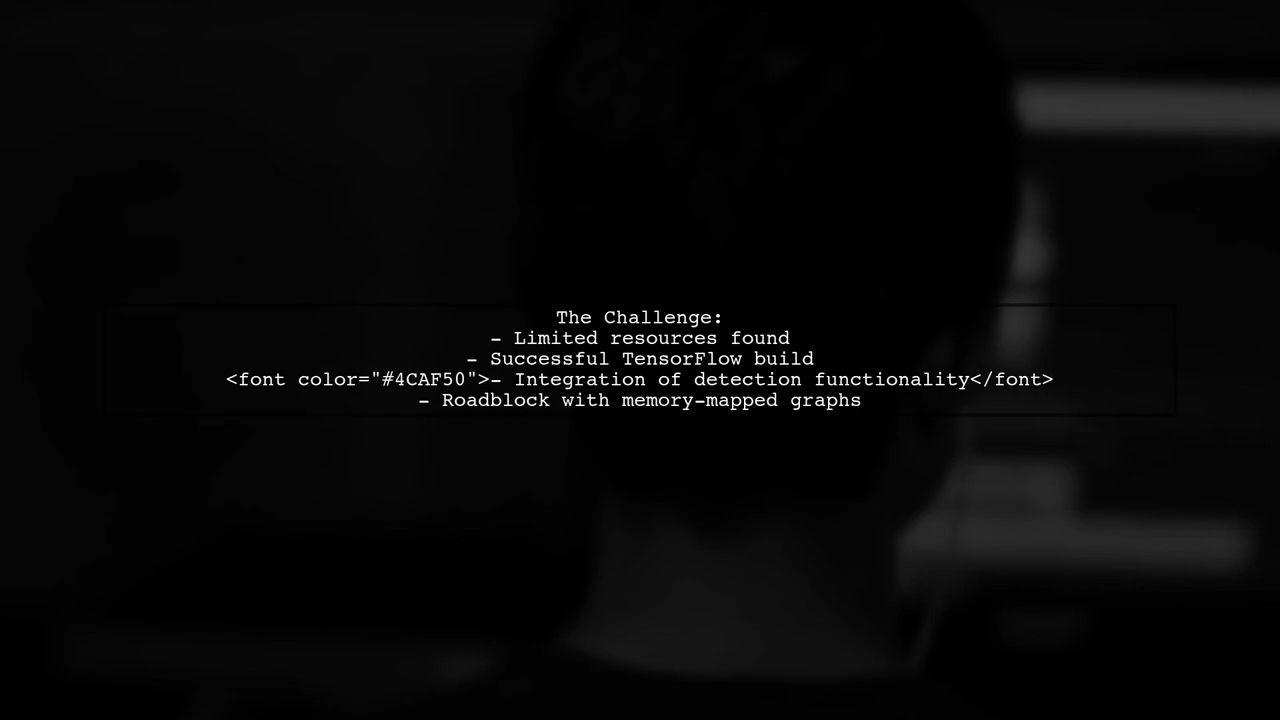 The Challenge:
- Limited resources found
- Successful TensorFlow build
<font color="#4CAF50">- Integration of detection functionality</font>
- Roadblock with memory-mapped graphs